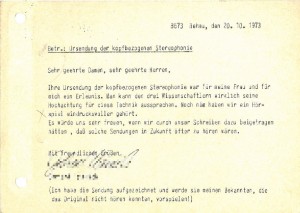 8673 Rehau, den 20. 10. 1973
Betr.: Ursendung der kopfbezogenen Stereophonie
Sehr geehrte Damen, sehr geehrte Herren,
Ihre Ursendung der kopfbezogenen Stereophonie war für meine Frau und für
mich ein Erlebnis. Man kann der drei Wissenschaftlern wirklich seine
Hochachtung für diese Technik aussprechen. Noch nie haben wir ein Hör-
spiel eindrucksvoller gehört.
Es würde uns sehr freuen, wenn wir durch unser Schreiben dazu beigetragen
hätten, daß solche Sendungen in Zukunft öfter zu hören wären.
Mit freundlichen Grüßen
(Ich habe die Sendung aufgezeichnet und werde sie meinen Bekannten, die
das Original nicht hören konnten, vorspielen!)